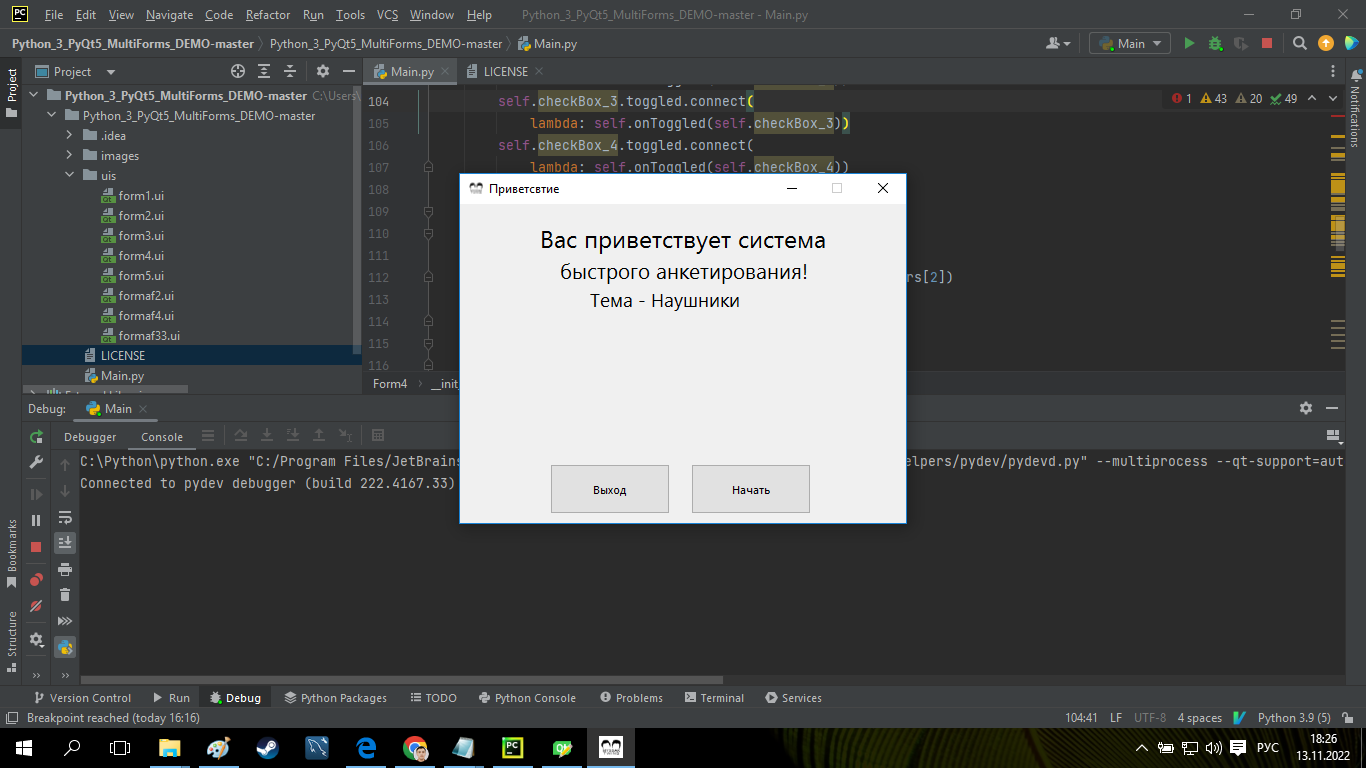 File Edit View Navigate Code Refactor Run Tools VCS Window Help Python_3_PyQt5_MultiForms_DEMO-master - Main.py
Python_3_PyQt5_MultiForms_DEMO-master Python_3_PyQt5_MultiForms_DEMO-master Main.py Main
Project
Main.py LICENSE
Project
Python_3_PyQt5_MultiForms_DEMO-master C:\Users\
Python_3_PyQt5_MultiForms_DEMO-master
.idea
images
uis
form1.ui
form2.ui
form3.ui
form4.ui
form5.ui
formaf2.ui
formaf4.ui
formaf33.ui
LICENSE
Main.py
1 43 20 49
104 self.checkBox_3.toggled.connect(
105 lambda: self.onToggled(self.checkBox_3))
106 self.checkBox_4.toggled.connect(
107 lambda: self.onToggled(self.checkBox_4))
108
109
110
111
112 rs[2])
113
114
115
116
Form4 __init_
Notifications
Приветсвтие
Вас приветствует система
быстрого анкетирования!
Тема - Наушники
Выход Начать
Debug: Main
Debugger Console
C:\Python\python.exe "C:/Program Files/JetBrains elpers/pydev/pydevd.py" --multiprocess --qt-support=aut
Connected to pydev debugger (build 222.4167.33)
Bookmarks
Structure
Version Control Run Debug Python Packages TODO Python Console Problems Terminal Services
Breakpoint reached (today 16:16) 104:41 LF UTF-8 4 spaces Python 3.9 (5)
РУС
18:26
13.11.2022